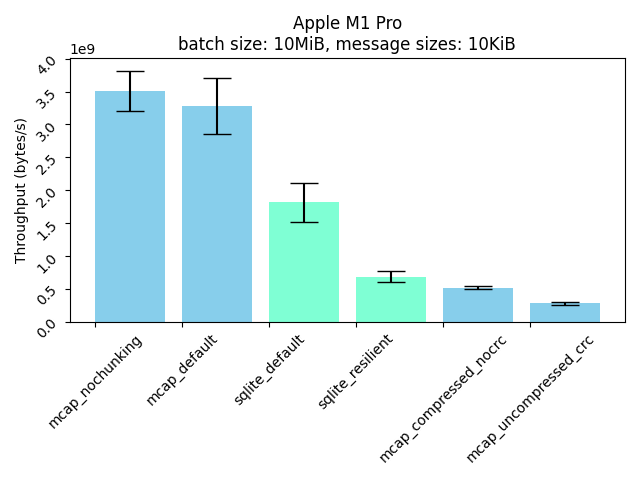 Apple M1 Pro
batch size: 10MiB, message sizes: 10KiB
1e9
4.0
3.5
3.0
2.5
2.0
1.5
1.0
0.5
0.0
Throughput (bytes/s)
mcap_nochunking
mcap_default
sqlite_default
sqlite_resilient
mcap_compressed_nocrc
mcap_uncompressed_crc